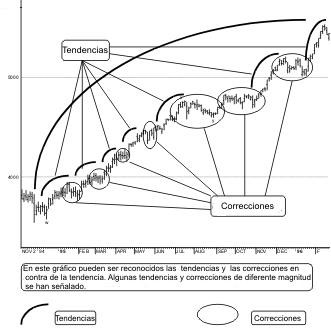 Tendencias
5000
4000
Correcciones
NOV 2 '94 '95 FEB MAR APR MAY JUN JUL AUG SEP OCT NOV DEC '96 F
En este gráfico pueden ser reconocidos las tendencias y las correcciones en
contra de la tendencia. Algunas tendencias y correcciones de diferente magnitud
se han señalado.
Tendencias Correcciones